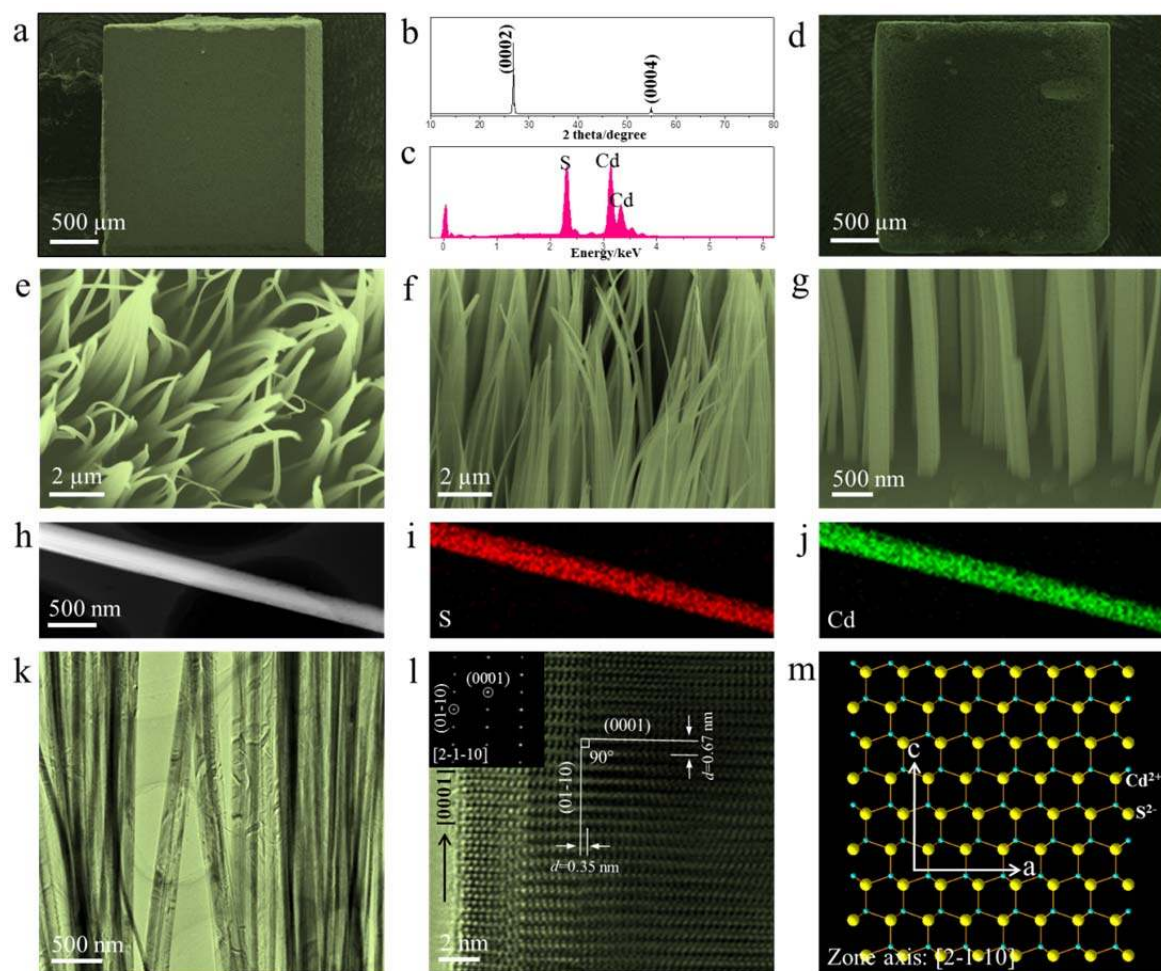 a
500 µm
b
(0002)
(0004)
10 20 30 40 50 60 70 80
2 theta/degree
c
S
Cd
Cd
0 1 2 3 4 5 6
Energy/keV
d
500 µm
e
2 µm
f
2 µm
g
500 nm
h
500 nm
i
S
j
Cd
k
500 nm
l
(0001)
(01-10)
[2-1-10]
[0001]
(0001)
90°
(01-10)
d=0.67 nm
d=0.35 nm
2 nm
m
c
a
Cd²⁺
S²⁻
Zone axis: [2-1-10]